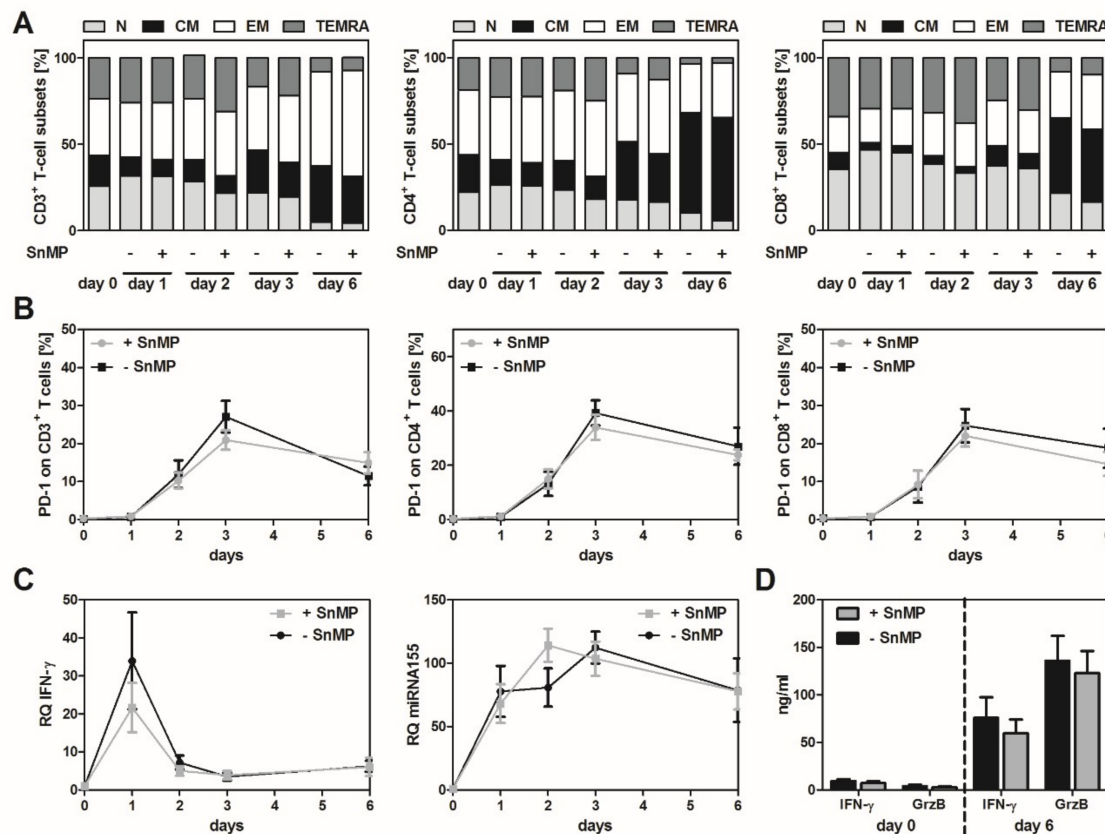 A
N CM EM TEMRA
N CM EM TEMRA
N CM EM TEMRA
CD3+ T-cell subsets [%]
100
50
0
CD4+ T-cell subsets [%]
100
50
0
CD8+ T-cell subsets [%]
100
50
0
SnMP - + - + - + - +
- + - + - + - +
- + - + - + - +
day 0 day 1 day 2 day 3 day 6
day 0 day 1 day 2 day 3 day 6
day 0 day 1 day 2 day 3 day 6
B
PD-1 on CD3+ T cells [%]
50
40
30
20
10
0
+ SnMP
- SnMP
0 1 2 3 4 5 6
days
PD-1 on CD4+ T cells [%]
60
40
20
0
+ SnMP
- SnMP
0 1 2 3 4 5 6
days
PD-1 on CD8+ T cells [%]
50
40
30
20
10
0
+ SnMP
- SnMP
0 1 2 3 4 5
days
C
RQ IFN-γ
50
40
30
20
10
0
+ SnMP
- SnMP
0 1 2 3 4 5 6
days
RQ miRNA155
150
100
50
0
+ SnMP
- SnMP
0 1 2 3 4 5 6
days
D
ng/ml
200
150
100
50
0
+ SnMP
- SnMP
IFN-γ GrzB IFN-γ GrzB
day 0 day 6